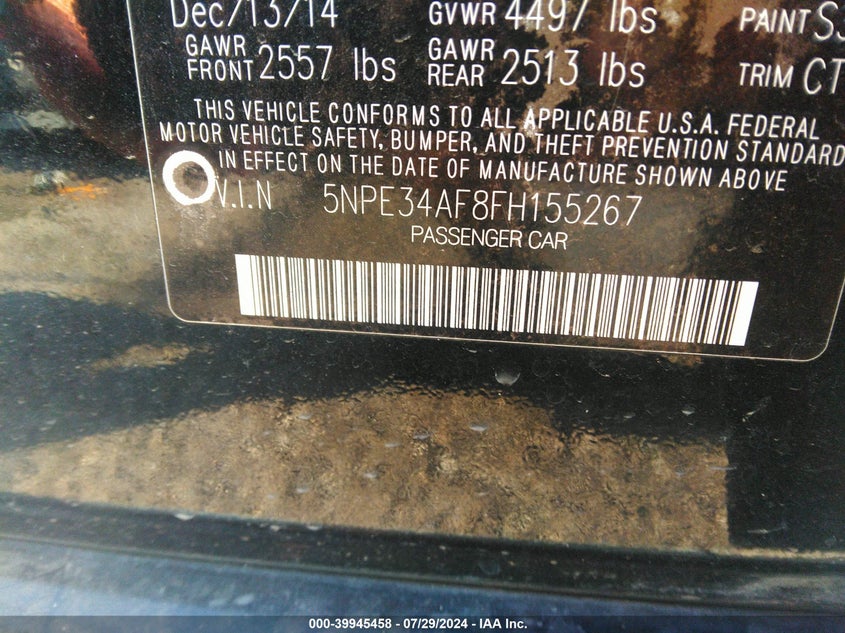 Dec/13/14 GVWR 4497 lbs PAINT
GAWR FRONT 2557 lbs GAWR REAR 2513 lbs TRIM CT
THIS VEHICLE CONFORMS TO ALL APPLICABLE U.S.A. FEDERAL
MOTOR VEHICLE SAFETY, BUMPER, AND THEFT PREVENTION STANDARD
IN EFFECT ON THE DATE OF MANUFACTURE SHOWN ABOVE
V.I.N 5NPE34AF8FH155267
PASSENGER CAR
000-39945458 - 07/29/2024 - IAA Inc.